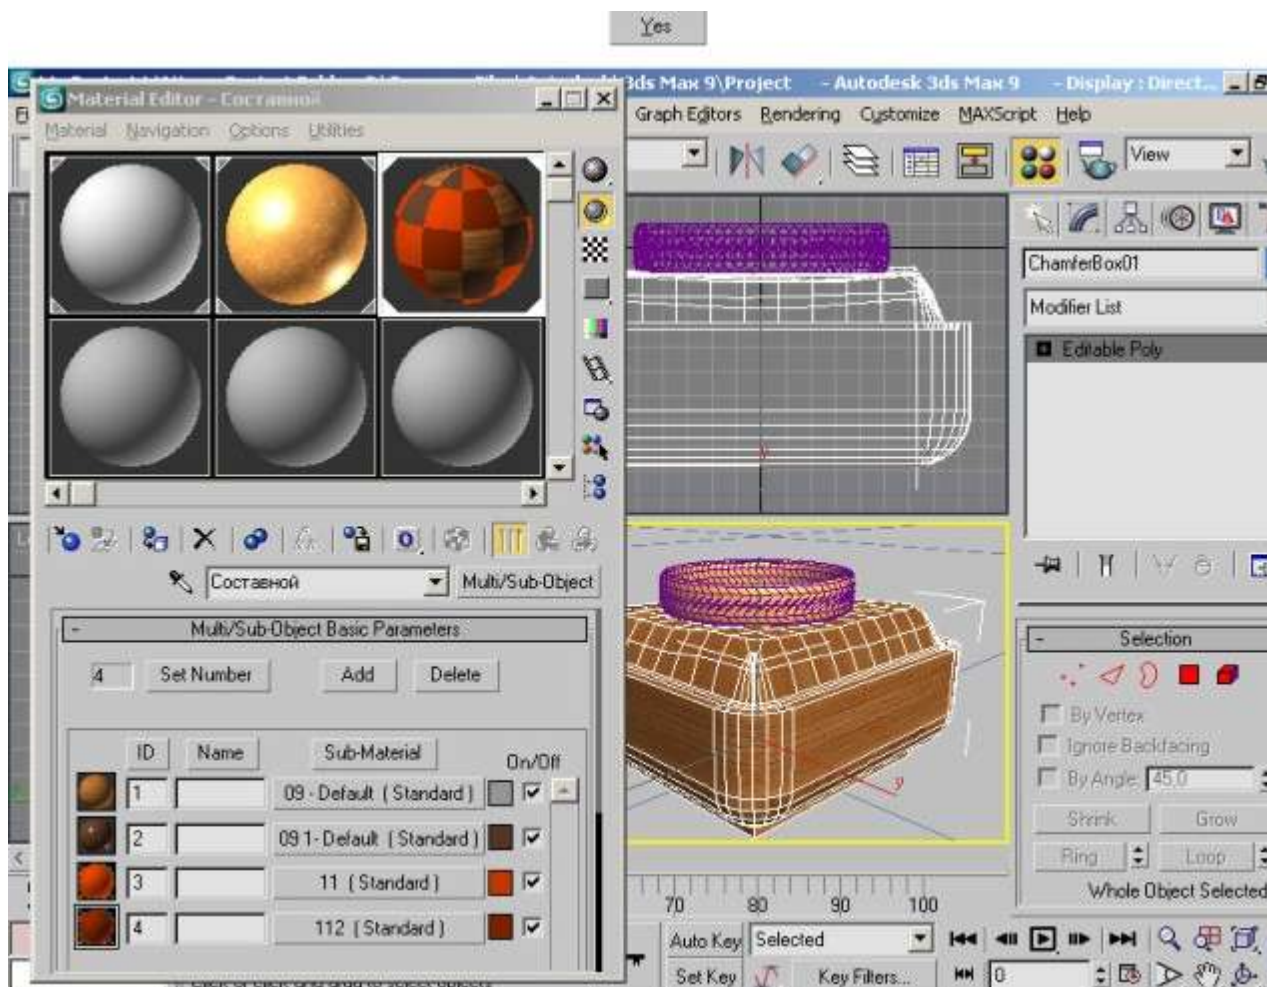 Yes
3ds Max 9\Project - Autodesk 3ds Max 9 - Display : Direct...
Material Editor - Составной
Graph Editors Rendering Customize MAXScript Help
Material Navigation Options Utilities
View
ChamferBox01
Modifier List
Editable Poly
Составной Multi/Sub-Object
Multi/Sub-Object Basic Parameters
4 Set Number Add Delete
ID Name Sub-Material On/Off
1 09 - Default ( Standard )
2 09 1- Default ( Standard )
3 11 ( Standard )
4 112 ( Standard )
y
y
- Selection
By Vertex
Ignore Backfacing
By Angle: 45.0
Shrink Grow
Ring Loop
Whole Object Selected
70 80 90 100
Auto Key Selected
Set Key Key Filters... 0